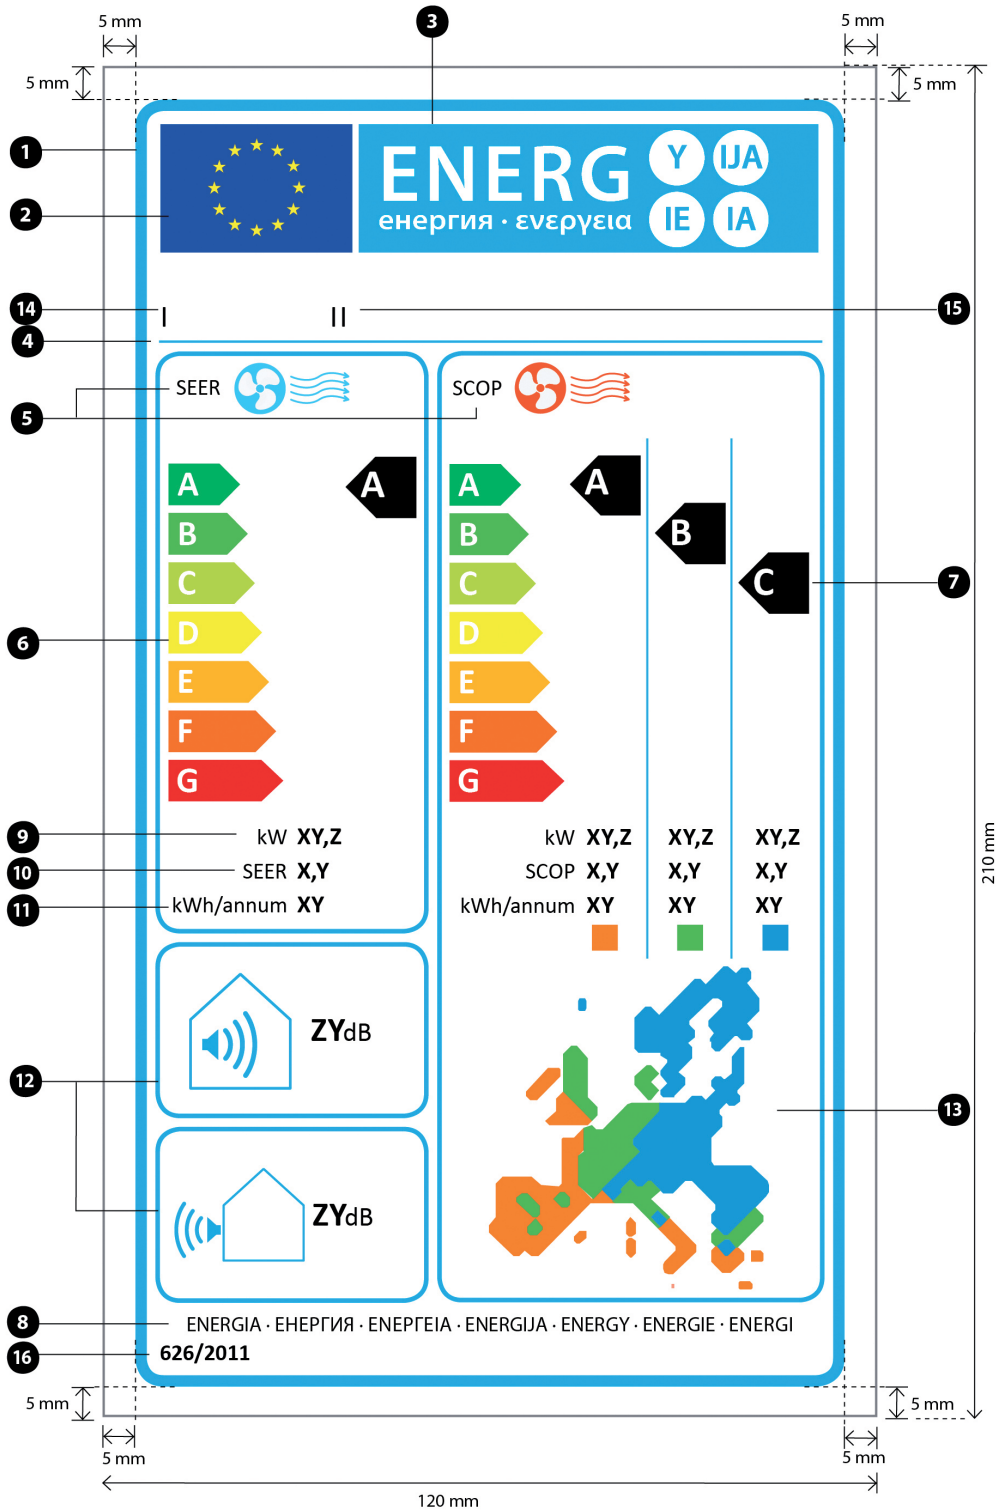 5 mm
3
5 mm
5 mm
5 mm
1
2
ENERG
енергия · ενεργεια
Y
IJA
IE
IA
14
I
II
15
4
SEER
SCOP
5
A
A
A
A
B
B
B
C
C
C
7
D
D
6
E
E
F
F
G
G
9
kW XY,Z
kW XY,Z XY,Z XY,Z
10
SEER X,Y
SCOP X,Y X,Y X,Y
11
kWh/annum XY
kWh/annum XY XY XY
210 mm
ZYdB
12
13
ZYdB
8
ENERGIA · ЕНЕРГИЯ · ΕΝΕΡΓΕΙΑ · ENERGIJA · ENERGY · ENERGIE · ENERGI
16
626/2011
5 mm
5 mm
5 mm
5 mm
120 mm